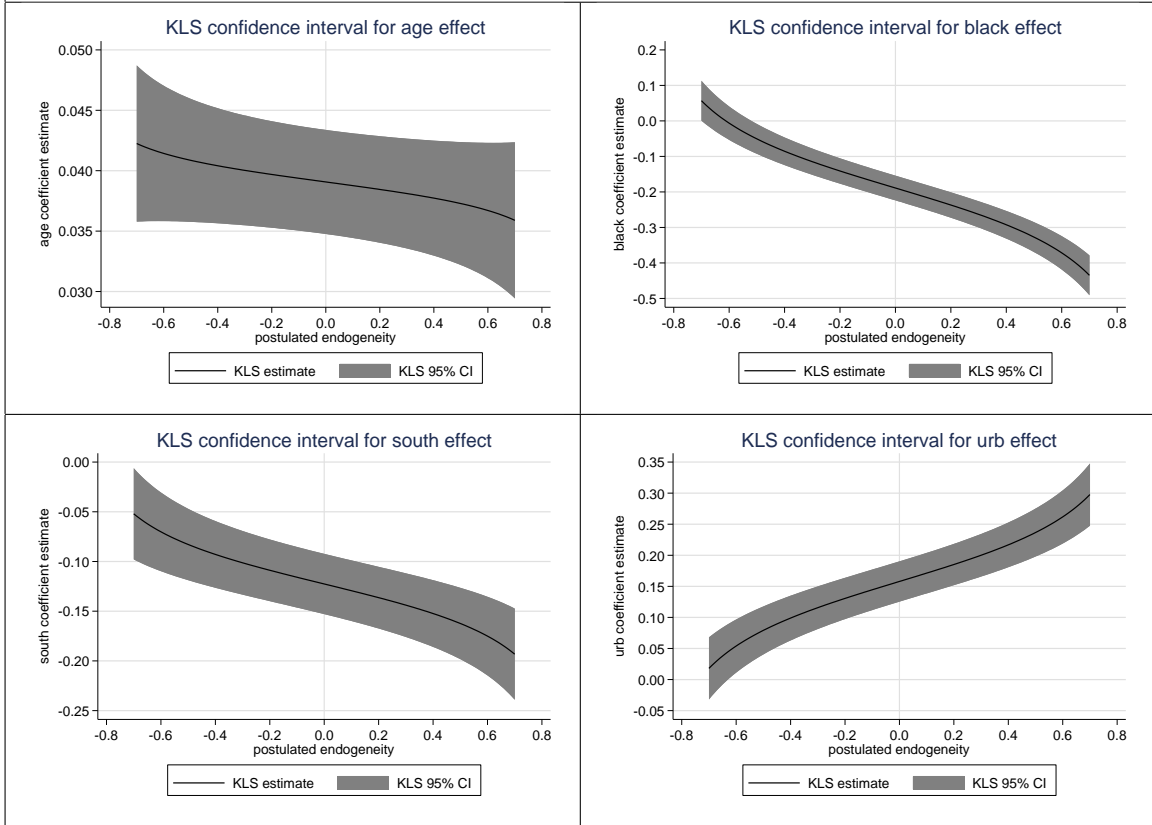 KLS confidence interval for age effect
age coefficient estimate
0.050
0.045
0.040
0.035
0.030
-0.8 -0.6 -0.4 -0.2 0.0 0.2 0.4 0.6 0.8
postulated endogeneity
KLS estimate KLS 95% CI
KLS confidence interval for black effect
black coefficient estimate
0.2
0.1
0.0
-0.1
-0.2
-0.3
-0.4
-0.5
-0.8 -0.6 -0.4 -0.2 0.0 0.2 0.4 0.6 0.8
postulated endogeneity
KLS estimate KLS 95% CI
KLS confidence interval for south effect
south coefficient estimate
0.00
-0.05
-0.10
-0.15
-0.20
-0.25
-0.8 -0.6 -0.4 -0.2 0.0 0.2 0.4 0.6 0.8
postulated endogeneity
KLS estimate KLS 95% CI
KLS confidence interval for urb effect
urb coefficient estimate
0.35
0.30
0.25
0.20
0.15
0.10
0.05
0.00
-0.05
-0.8 -0.6 -0.4 -0.2 0.0 0.2 0.4 0.6 0.8
postulated endogeneity
KLS estimate KLS 95% CI